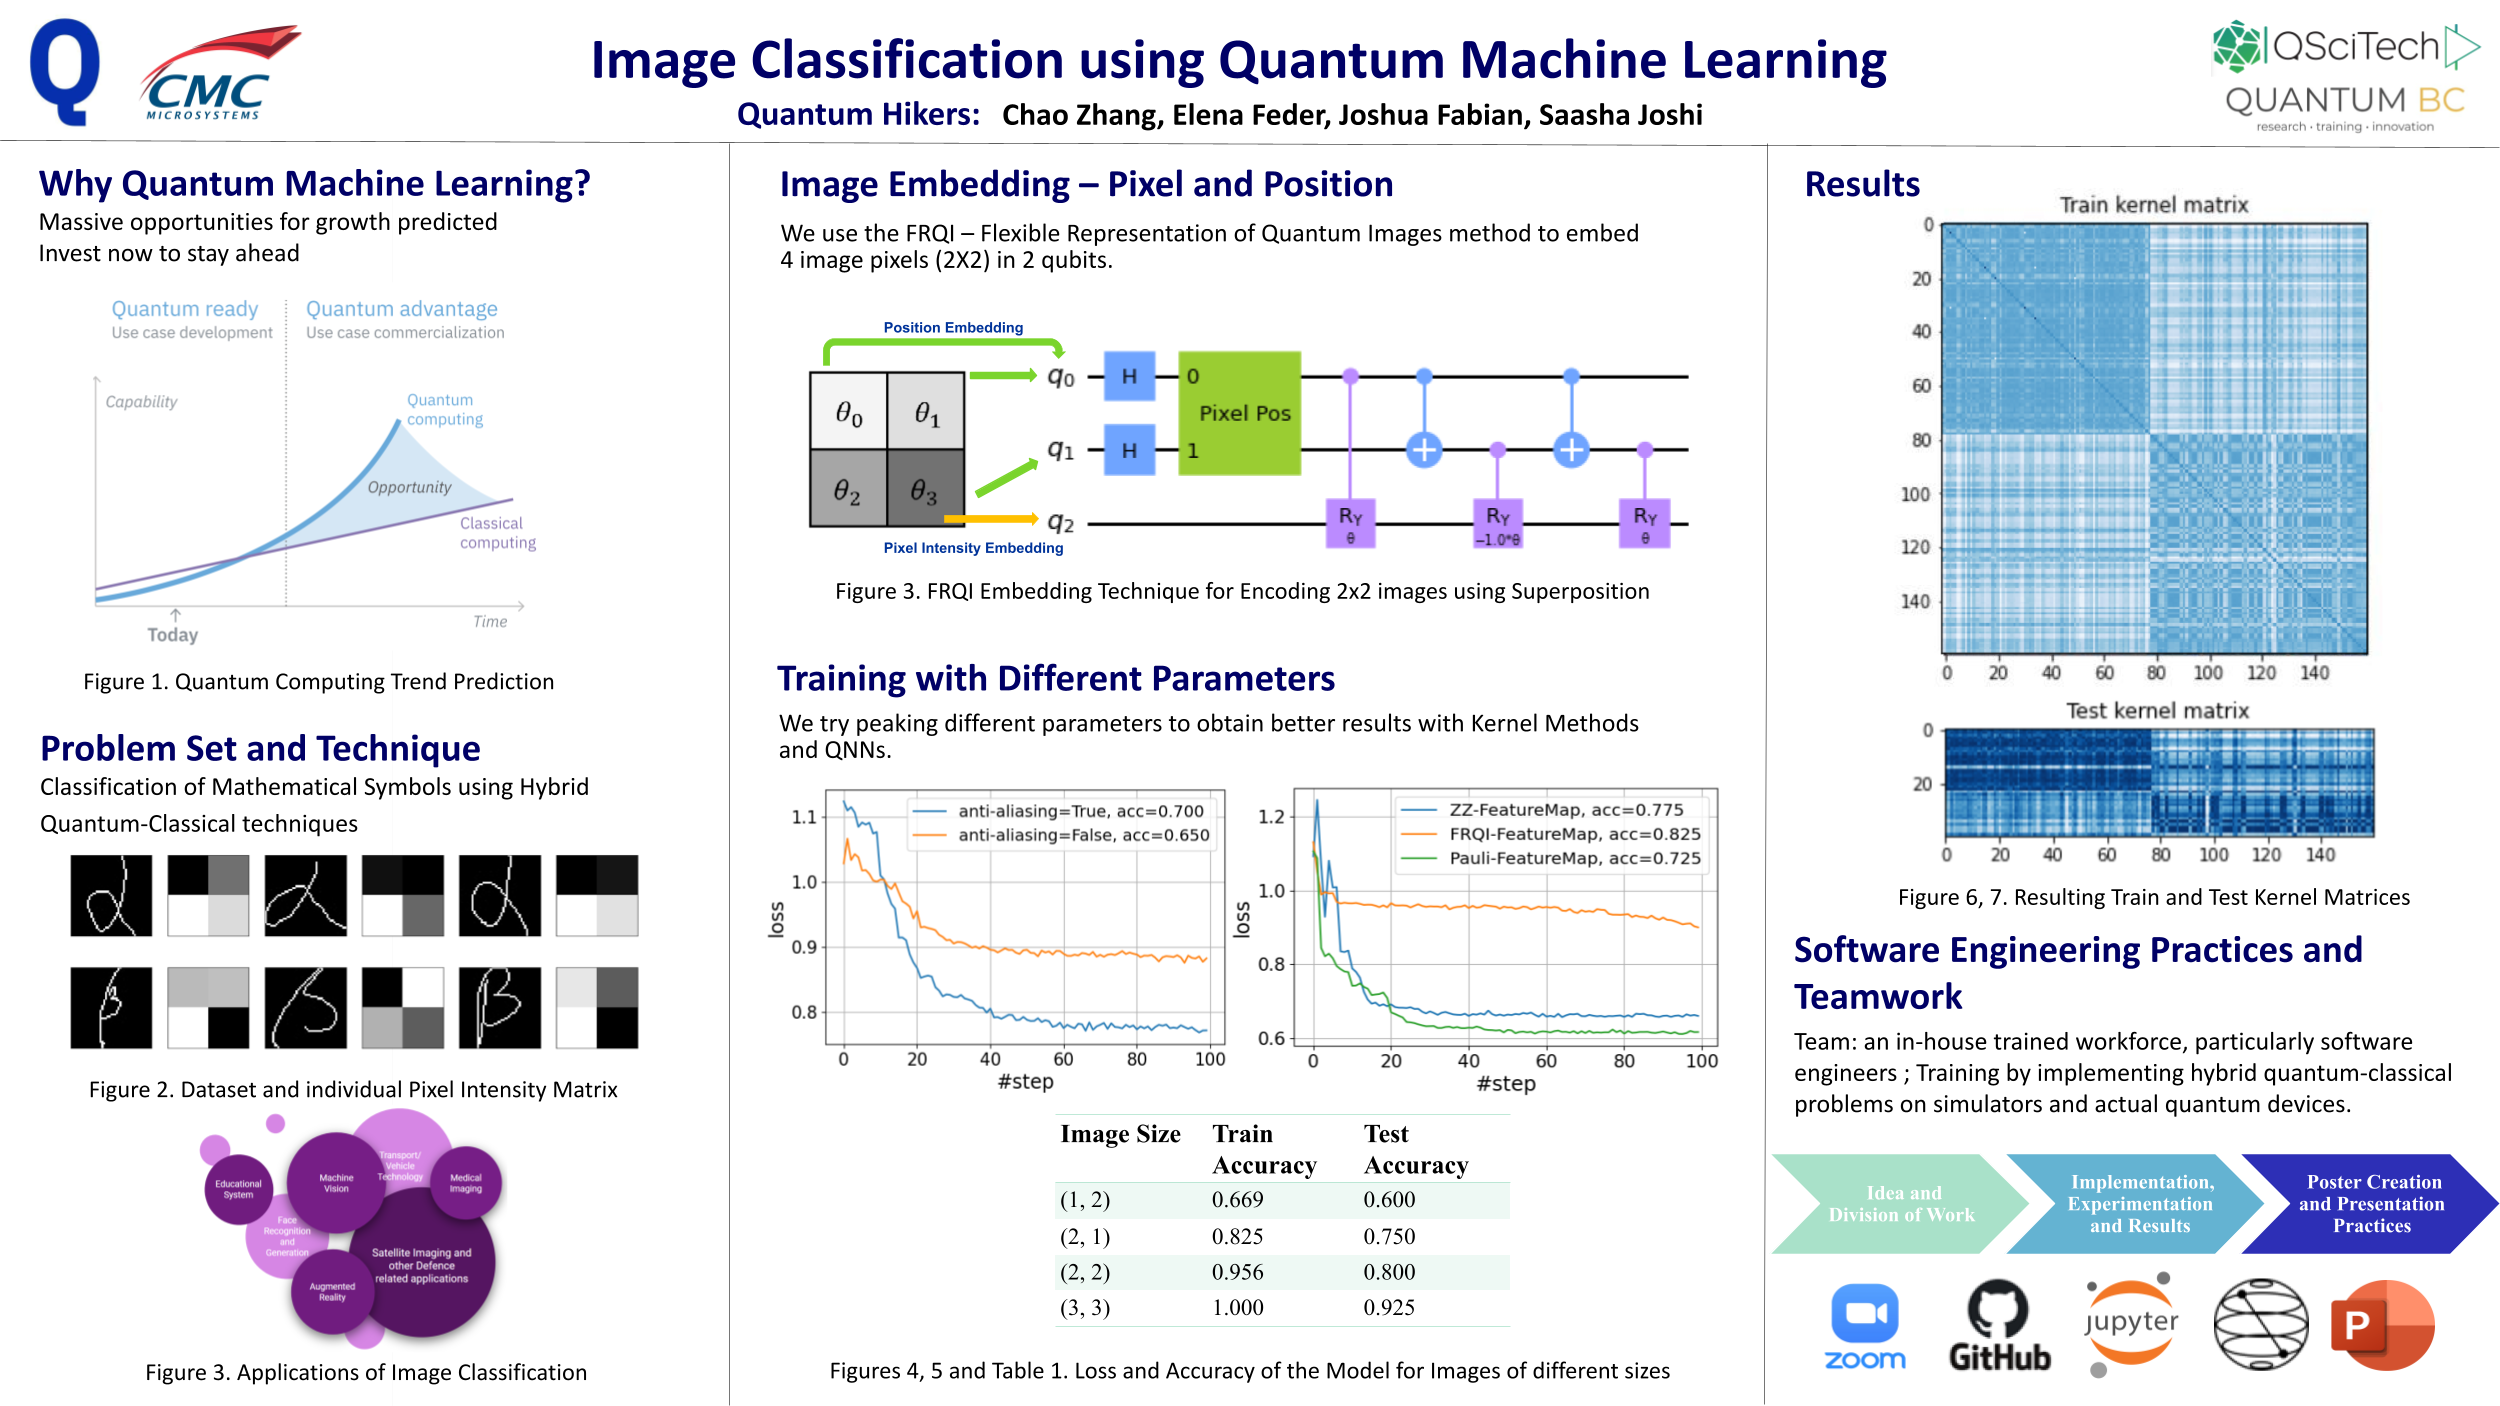 Q
CMC
MICROSYSTEMS
Image Classification using Quantum Machine Learning
Quantum Hikers: Chao Zhang, Elena Feder, Joshua Fabian, Saasha Joshi
QSciTech
QUANTUM BC
research · training · innovation
Why Quantum Machine Learning?
Massive opportunities for growth predicted
Invest now to stay ahead
Quantum ready
Use case development
Quantum advantage
Use case commercialization
Capability
Quantum
computing
Opportunity
Classical
computing
Time
Today
Figure 1. Quantum Computing Trend Prediction
Problem Set and Technique
Classification of Mathematical Symbols using Hybrid
Quantum-Classical techniques
Figure 2. Dataset and individual Pixel Intensity Matrix
Educational
System
Machine
Vision
Transport/
Vehicle
Technology
Medical
Imaging
Face
Recognition
and
Generation
Satellite Imaging and
other Defence
related applications
Augmented
Reality
Figure 3. Applications of Image Classification
Image Embedding – Pixel and Position
We use the FRQI – Flexible Representation of Quantum Images method to embed
4 image pixels (2X2) in 2 qubits.
Position Embedding
θ0 θ1
θ2 θ3
q0 H 0
Pixel Pos
q1 H 1
q2
RY
θ
RY
−1.0*θ
RY
θ
Pixel Intensity Embedding
Figure 3. FRQI Embedding Technique for Encoding 2x2 images using Superposition
Training with Different Parameters
We try peaking different parameters to obtain better results with Kernel Methods
and QNNs.
anti-aliasing=True, acc=0.700
anti-aliasing=False, acc=0.650
1.1
1.0
0.9
0.8
loss
0 20 40 60 80 100
#step
ZZ-FeatureMap, acc=0.775
FRQI-FeatureMap, acc=0.825
Pauli-FeatureMap, acc=0.725
1.2
1.0
0.8
0.6
loss
0 20 40 60 80 100
#step
Image Size Train Accuracy Test Accuracy
(1, 2) 0.669 0.600
(2, 1) 0.825 0.750
(2, 2) 0.956 0.800
(3, 3) 1.000 0.925
Figures 4, 5 and Table 1. Loss and Accuracy of the Model for Images of different sizes
Results
Train kernel matrix
0
20
40
60
80
100
120
140
0 20 40 60 80 100 120 140
Test kernel matrix
0
20
0 20 40 60 80 100 120 140
Figure 6, 7. Resulting Train and Test Kernel Matrices
Software Engineering Practices and
Teamwork
Team: an in-house trained workforce, particularly software
engineers ; Training by implementing hybrid quantum-classical
problems on simulators and actual quantum devices.
Idea and
Division of Work
Implementation,
Experimentation
and Results
Poster Creation
and Presentation
Practices
zoom
GitHub
jupyter
P